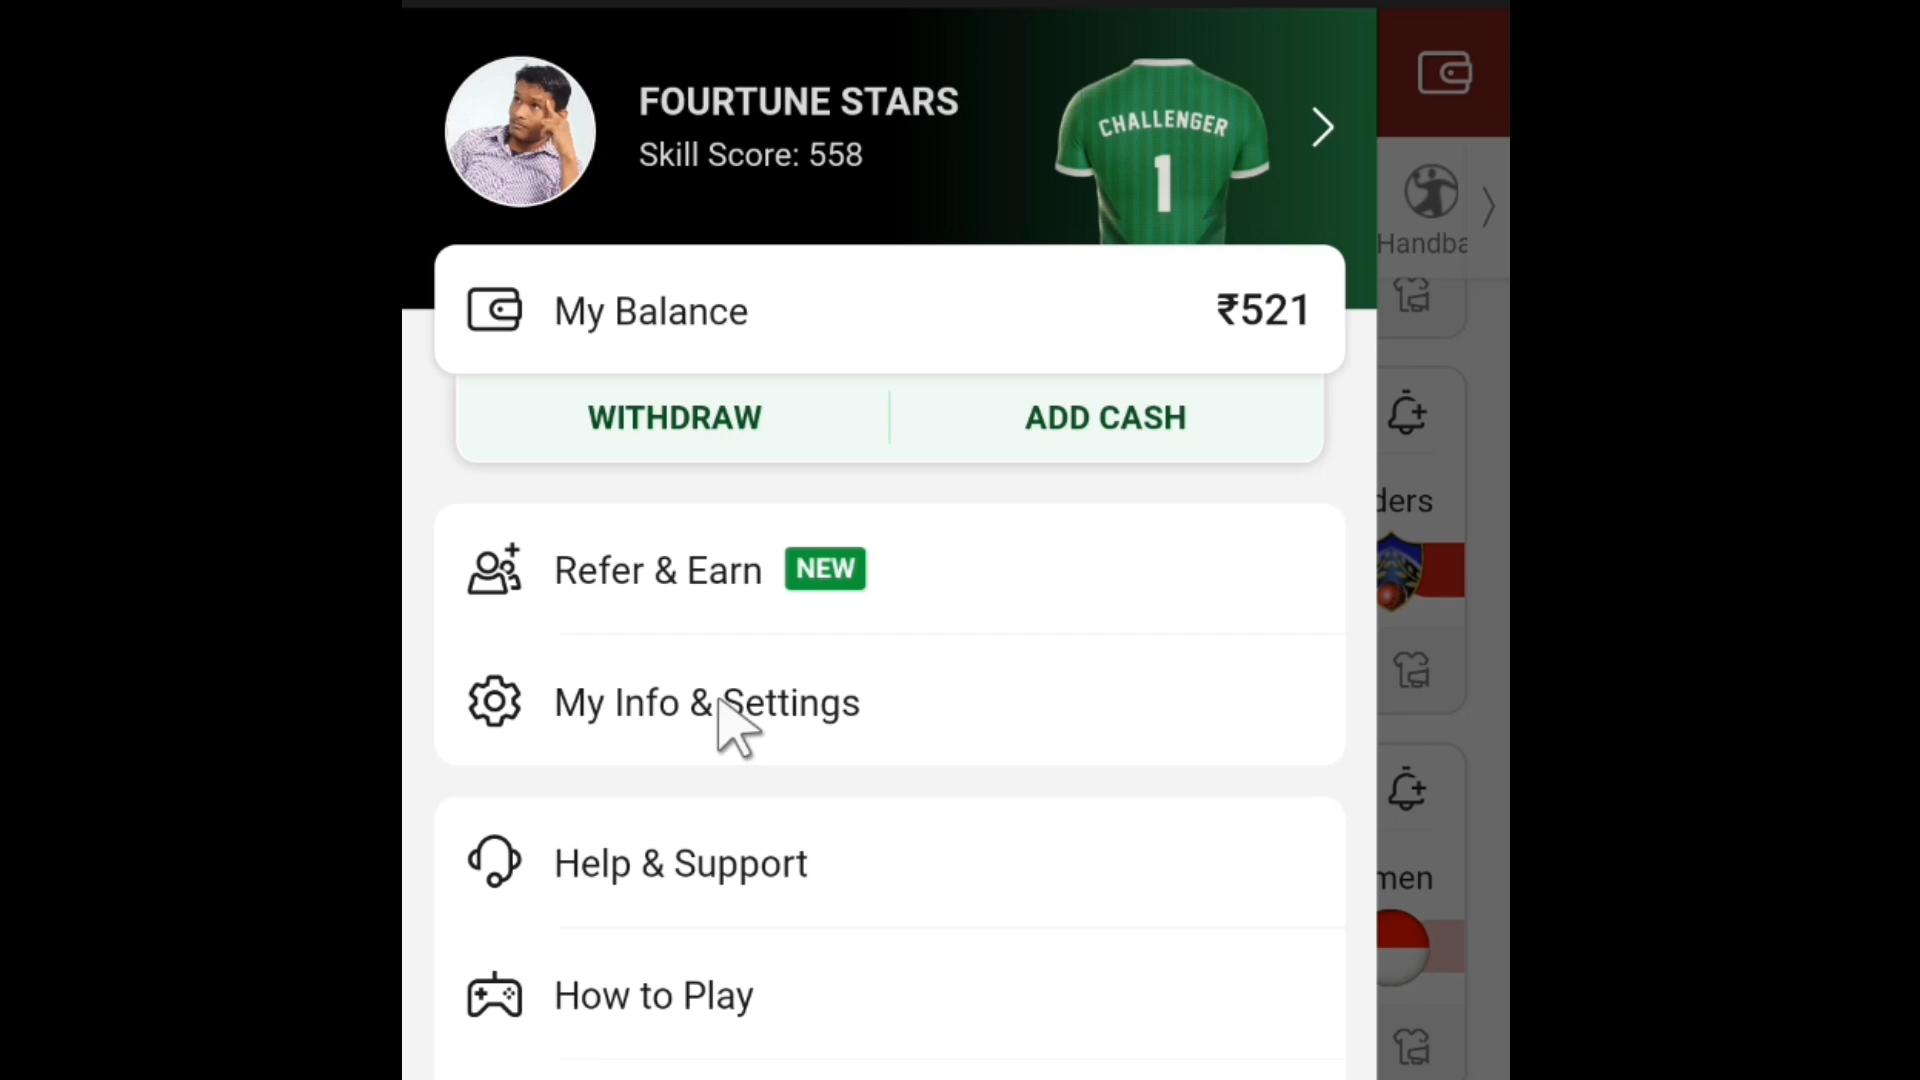 FOURTUNE STARS
Skill Score: 558
CHALLENGER
1
Handba
My Balance
₹521
WITHDRAW
ADD CASH
ders
Refer & Earn
NEW
My Info & Settings
Help & Support
men
How to Play